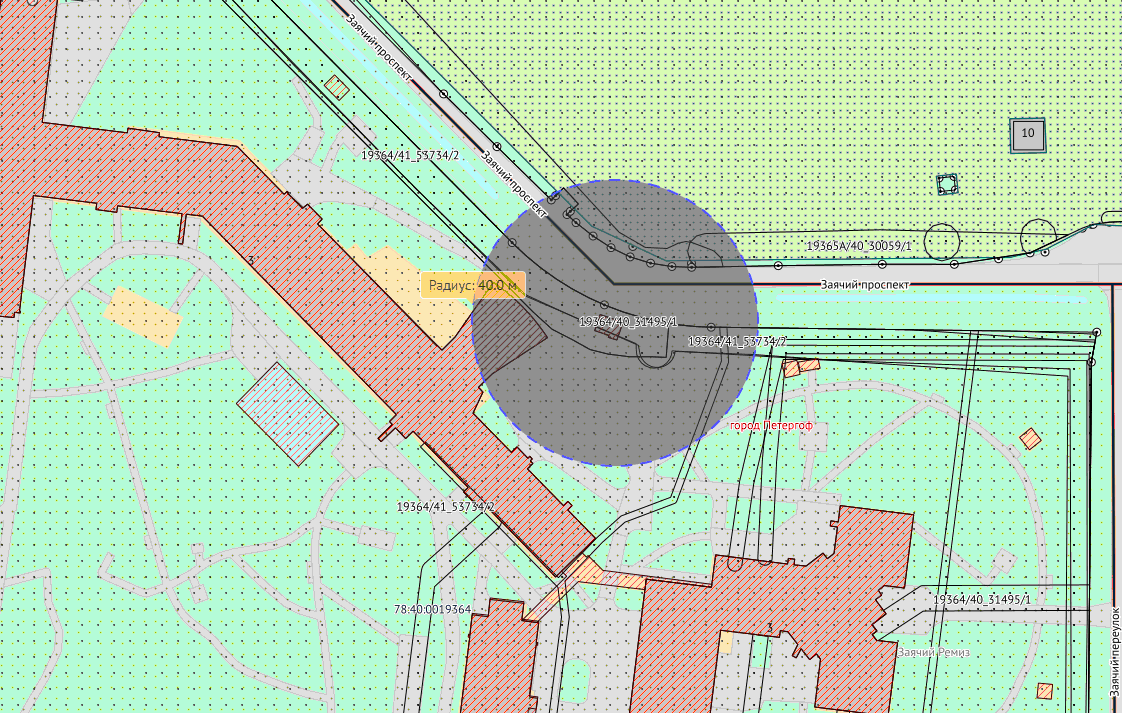 Заячий проспект
19364/41_53734/2
Заячий проспект
10
19365А/40_30059/1
3
Радиус: 40.0 м
Заячий проспект
19364/40_31495/1
19364/41_53734/2
город Петергоф
19364/41_53734/2
78:40:0019364
19364/40_31495/1
3
Заячий Ремиз
Заячий переулок